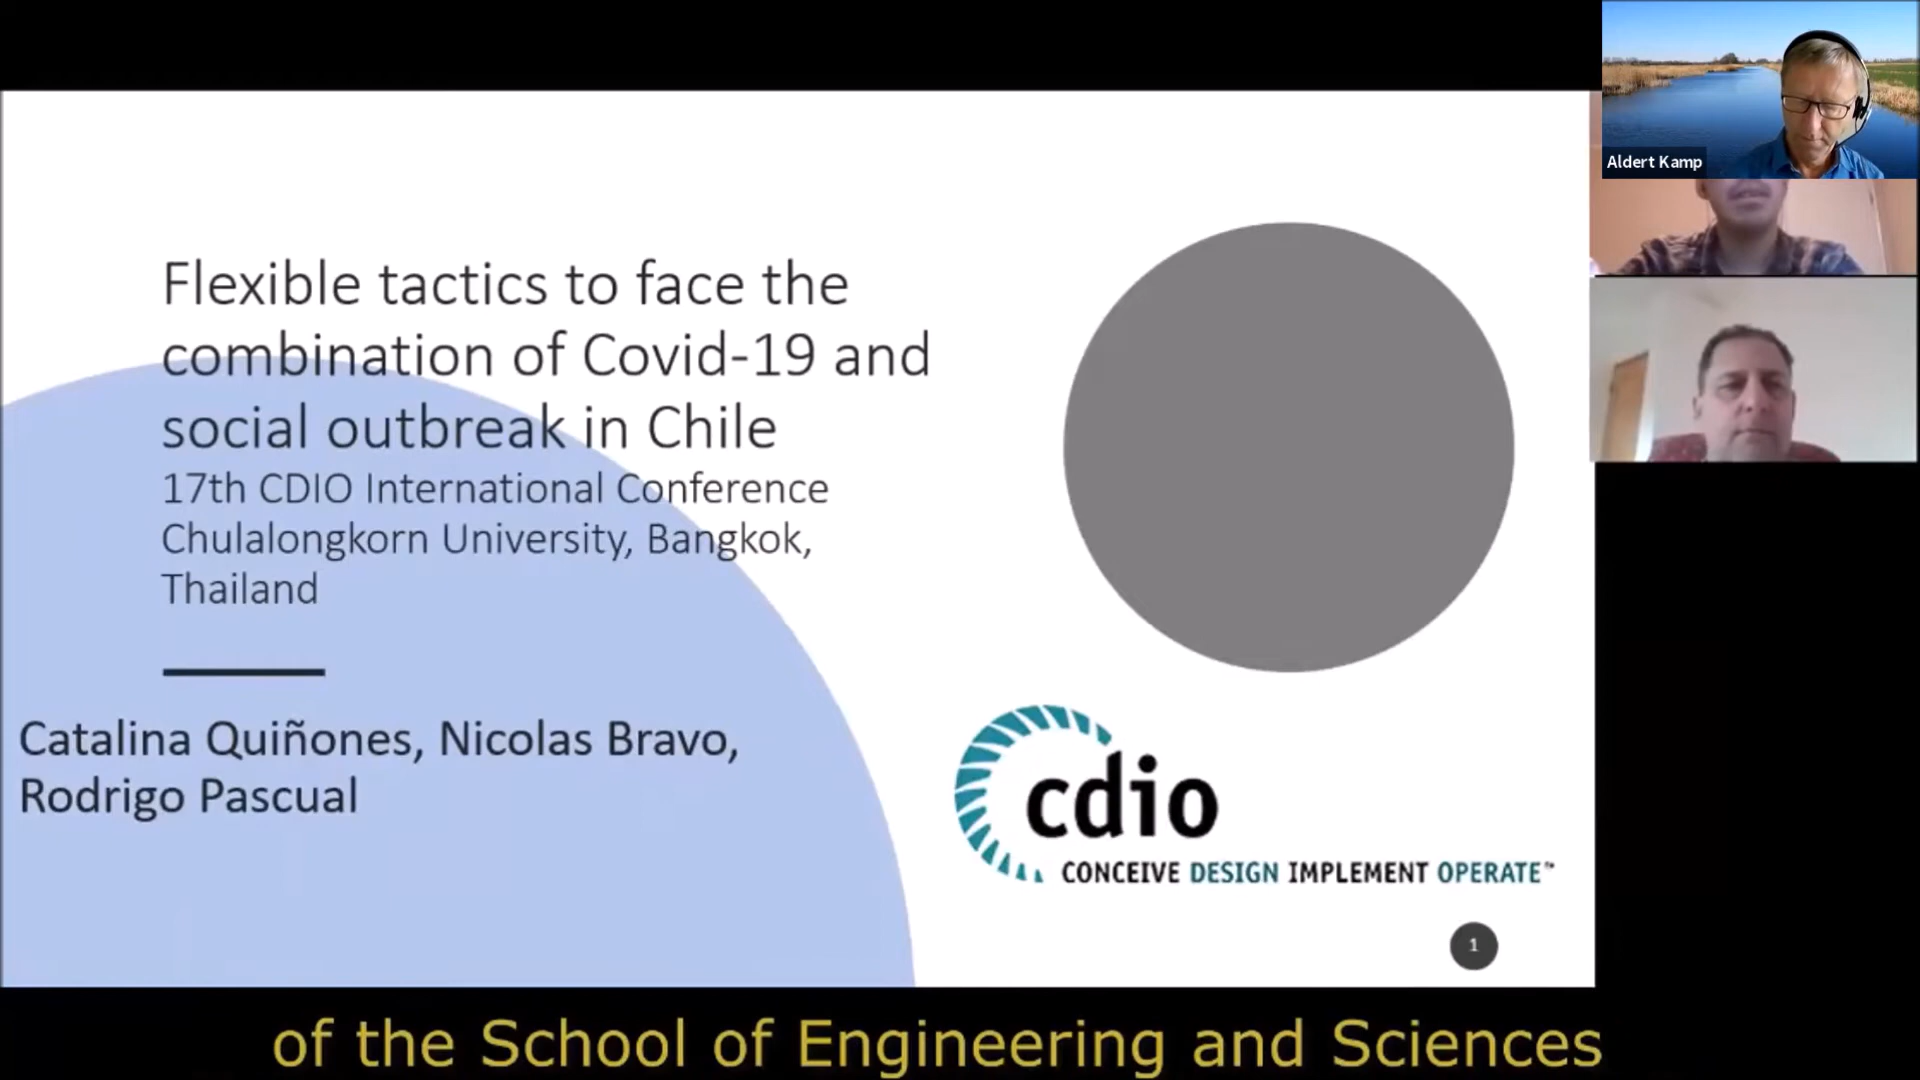 Aldert Kamp
Flexible tactics to face the
combination of Covid-19 and
social outbreak in Chile
17th CDIO International Conference
Chulalongkorn University, Bangkok,
Thailand
Catalina Quiñones, Nicolas Bravo,
Rodrigo Pascual
cdio
CONCEIVE DESIGN IMPLEMENT OPERATE™
1
of the School of Engineering and Sciences